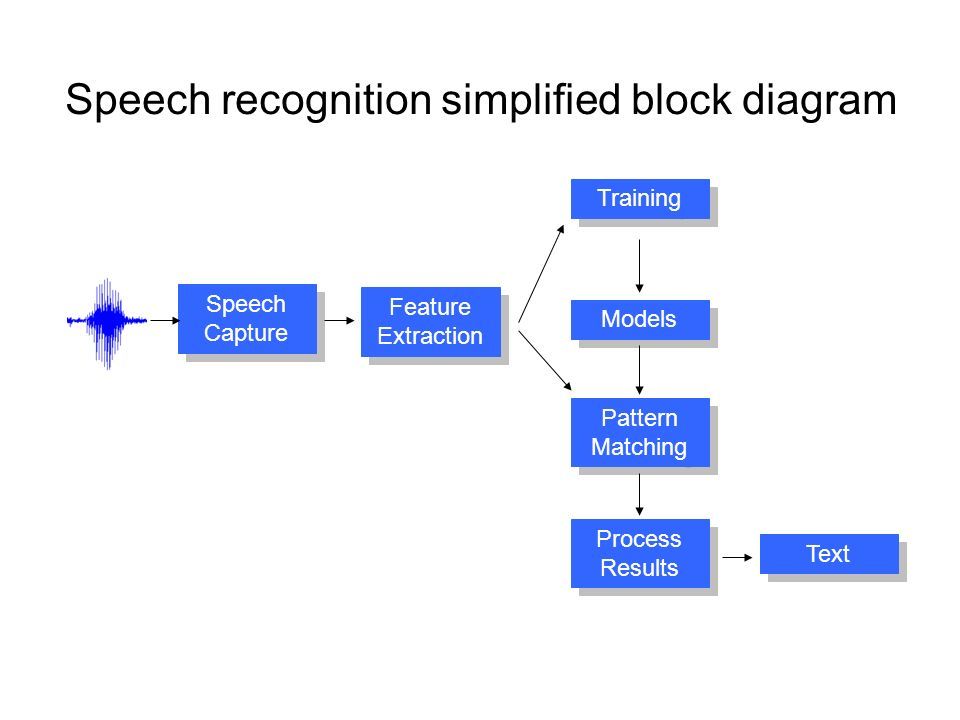 Speech recognition simplified block diagram
Training
Speech
Capture
Feature
Extraction
Models
Pattern
Matching
Process
Results
Text